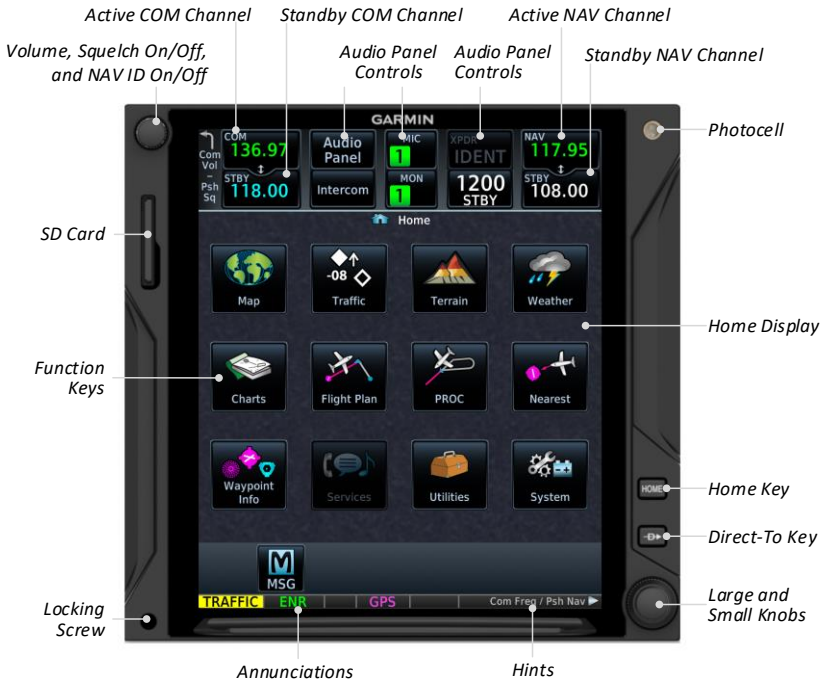 Active COM Channel
Standby COM Channel
Active NAV Channel
Volume, Squelch On/Off,
and NAV ID On/Off
Audio Panel
Controls
Audio Panel
Controls
Standby NAV Channel
GARMIN
Photocell
Com
Vol
–
Psh
Sq
COM
136.97
STBY
118.00
Audio
Panel
Intercom
MIC
1
MON
1
XPDR
IDENT
1200
STBY
NAV
117.95
STBY
108.00
Home
SD Card
-08
Map
Traffic
Terrain
Weather
Home Display
Function
Keys
Charts
Flight Plan
PROC
Nearest
Waypoint
Info
Services
Utilities
System
HOME
Home Key
D
Direct-To Key
M
MSG
TRAFFIC
ENR
GPS
Com Freq / Psh Nav
Large and
Small Knobs
Locking
Screw
Annunciations
Hints